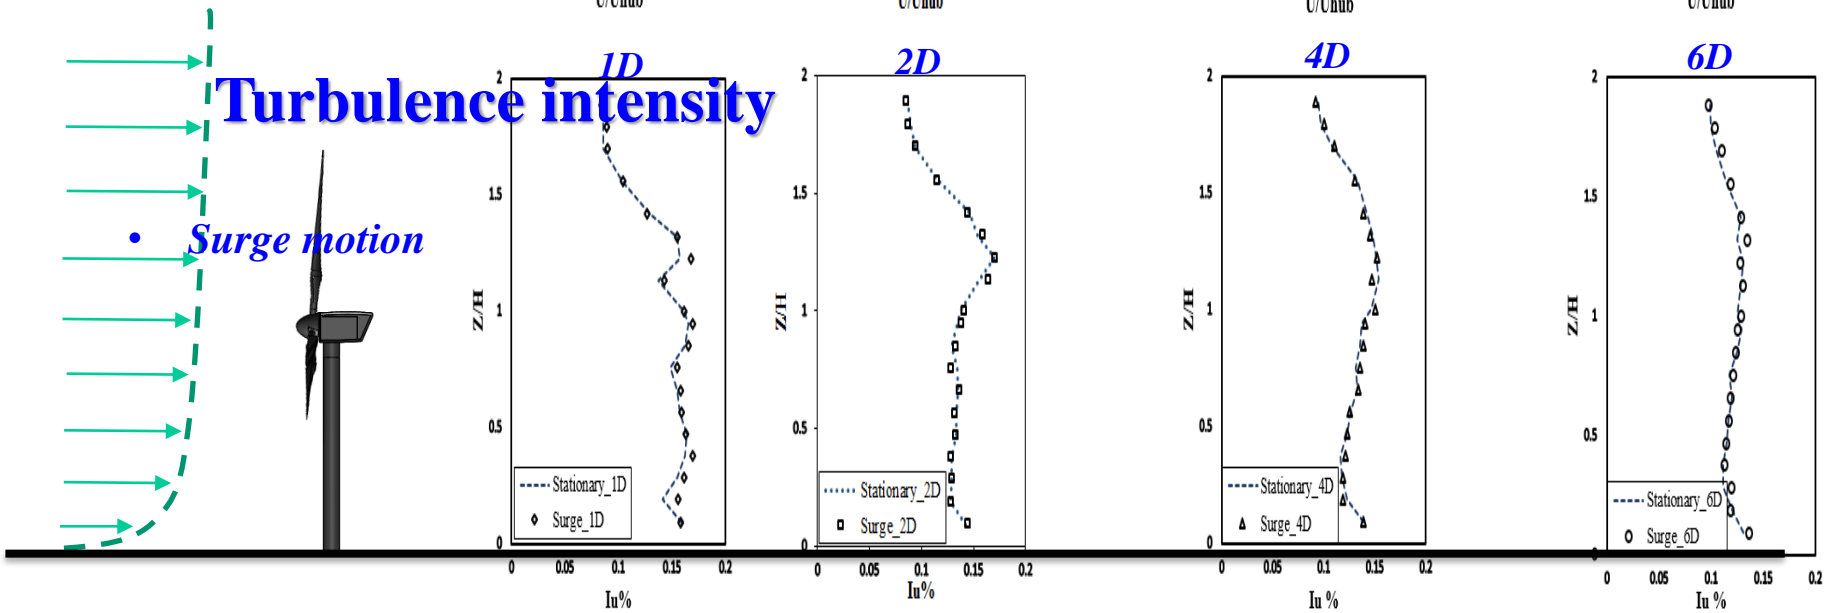 U/Uhub
U/Uhub
U/Uhub
U/Uhub
1D
2D
4D
6D
Turbulence intensity
• Surge motion
2
1.5
1
0.5
0
Z/H
Stationary_1D
Surge_1D
0 0.05 0.1 0.15 0.2
Iu%
2
1.5
1
0.5
0
Z/H
Stationary_2D
Surge_2D
0 0.05 0.1 0.15 0.2
Iu%
2
1.5
1
0.5
0
Z/H
Stationary_4D
Surge_4D
0 0.05 0.1 0.15 0.2
Iu %
2
1.5
1
0.5
0
Z/H
Stationary_6D
Surge_6D
0 0.05 0.1 0.15 0.2
Iu %